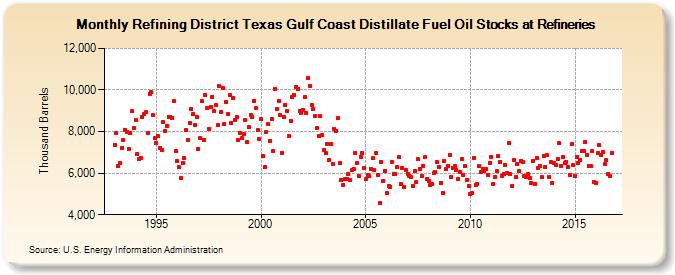 Monthly Refining District Texas Gulf Coast Distillate Fuel Oil Stocks at Refineries
Thousand Barrels
12,000
10,000
8,000
6,000
4,000
1995 2000 2005 2010 2015
Source: U.S. Energy Information Administration